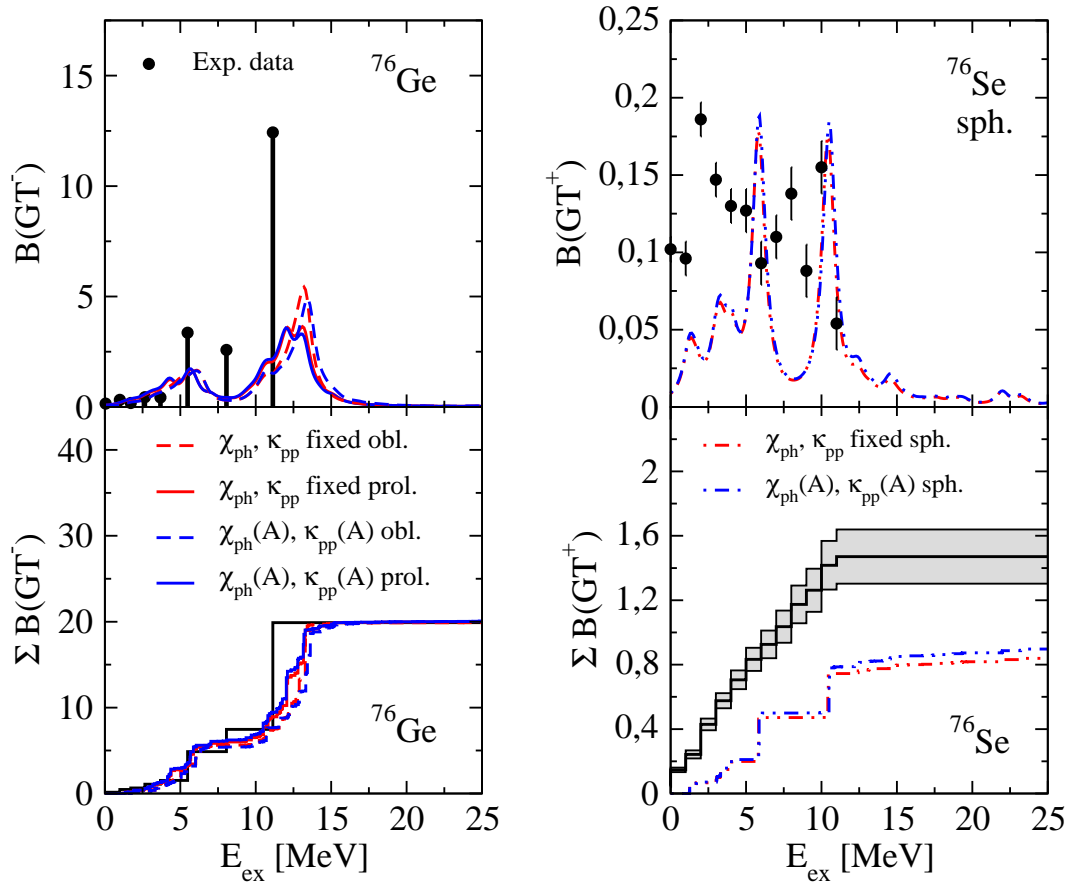 15
10
5
0
B(GT⁻)
Exp. data
⁷⁶Ge
0,25
0,2
0,15
0,1
0,05
0
B(GT⁺)
⁷⁶Se
sph.
40
30
20
10
0
Σ B(GT⁻)
χph, κpp fixed obl.
χph, κpp fixed prol.
χph(A), κpp(A) obl.
χph(A), κpp(A) prol.
⁷⁶Ge
0 5 10 15 20 25
Eex [MeV]
2
1,6
1,2
0,8
0,4
0
Σ B(GT⁺)
χph, κpp fixed sph.
χph(A), κpp(A) sph.
⁷⁶Se
0 5 10 15 20 25
Eex [MeV]